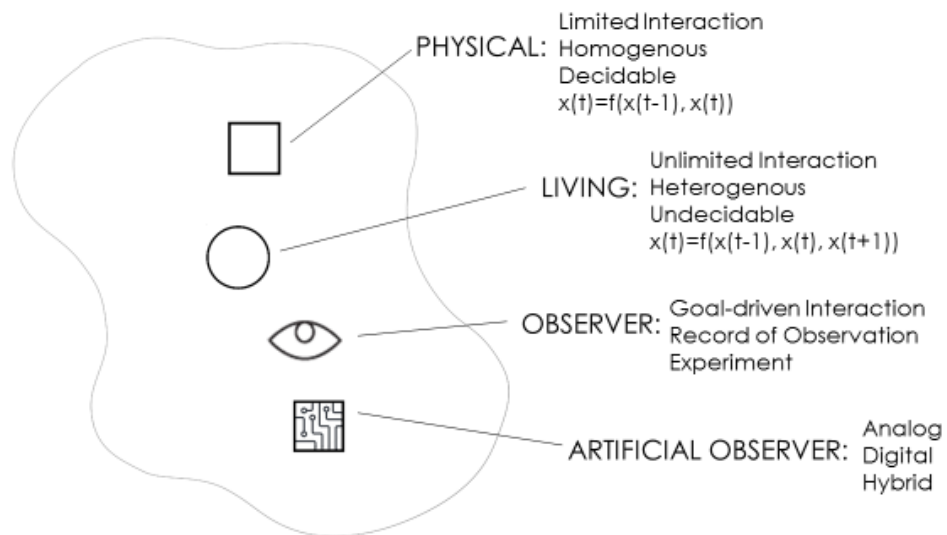 PHYSICAL:
Limited Interaction
Homogenous
Decidable
x(t)=f(x(t-1), x(t))
LIVING:
Unlimited Interaction
Heterogenous
Undecidable
x(t)=f(x(t-1), x(t), x(t+1))
OBSERVER:
Goal-driven Interaction
Record of Observation
Experiment
ARTIFICIAL OBSERVER:
Analog
Digital
Hybrid